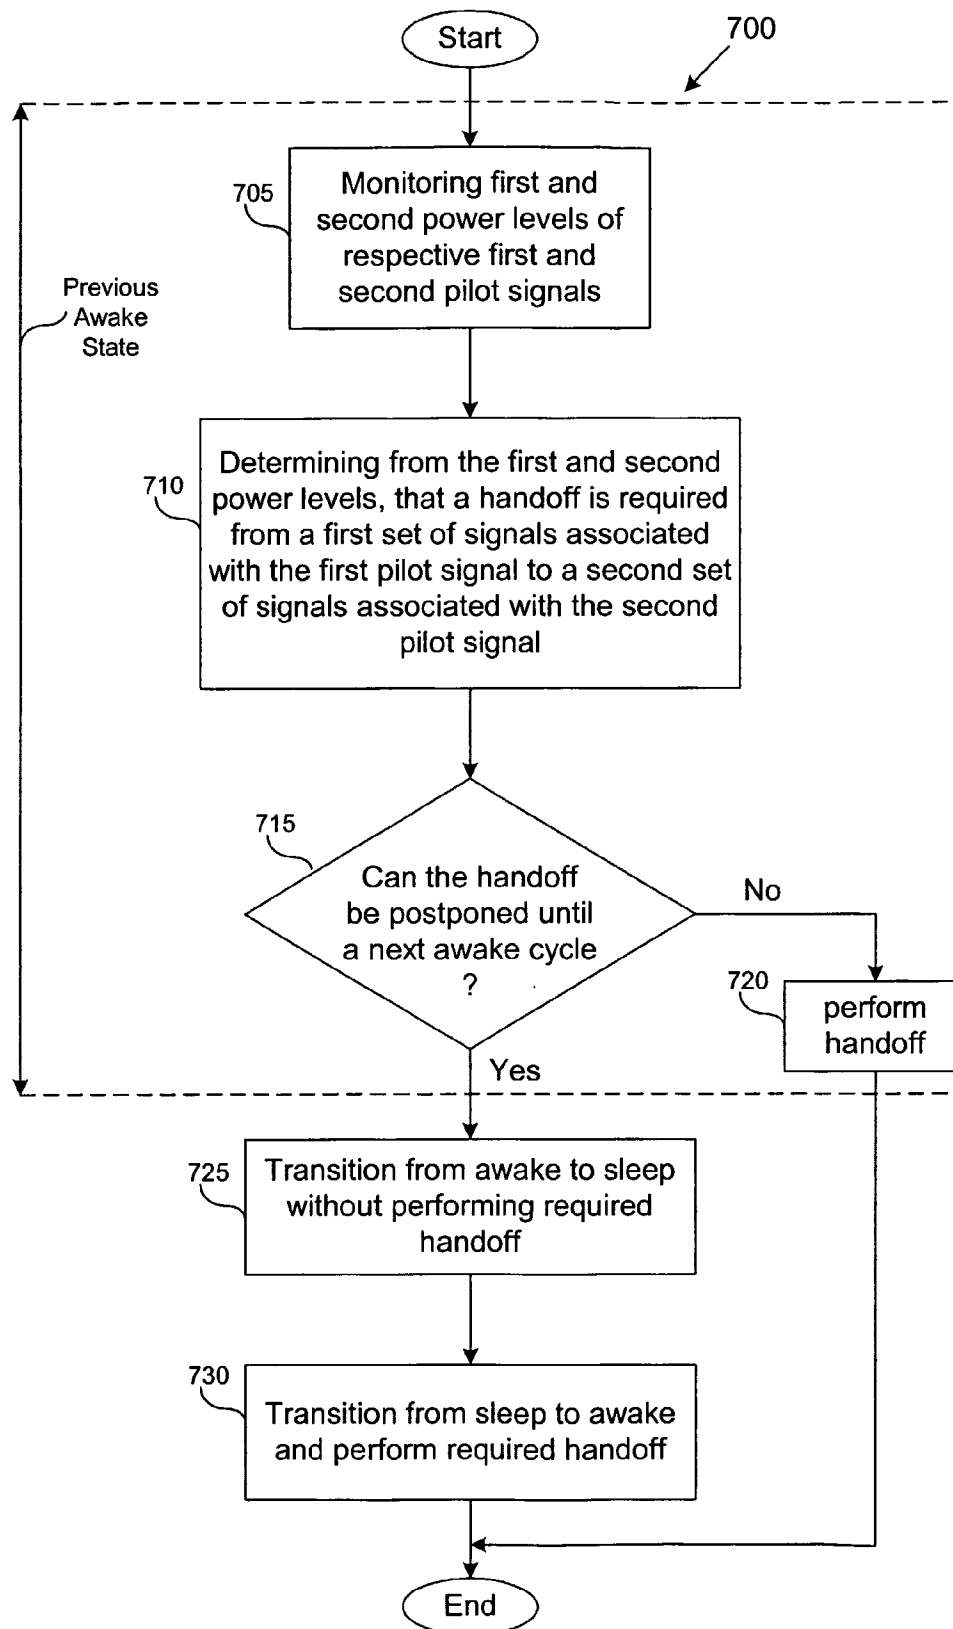 Start
700
705
Monitoring first and
second power levels of
respective first and
second pilot signals
Previous
Awake
State
710
Determining from the first and second
power levels, that a handoff is required
from a first set of signals associated
with the first pilot signal to a second set
of signals associated with the second
pilot signal
715
Can the handoff
be postponed until
a next awake cycle
?
No
720
perform
handoff
Yes
725
Transition from awake to sleep
without performing required
handoff
730
Transition from sleep to awake
and perform required handoff
End